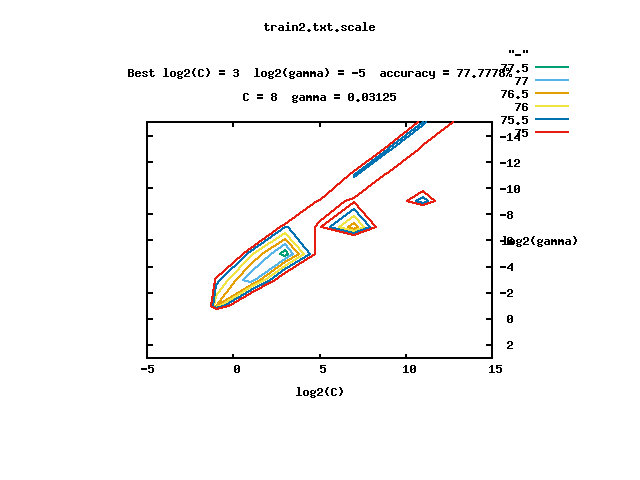 train2.txt.scale
"-"
Best log2(C) = 3  log2(gamma) = -5  accuracy = 77.7778%
77.5
77
C = 8  gamma = 0.03125
76.5
76
75.5
75
-14
-12
-10
-8
-6
log2(gamma)
-4
-2
0
2
-5 0 5 10 15
log2(C)